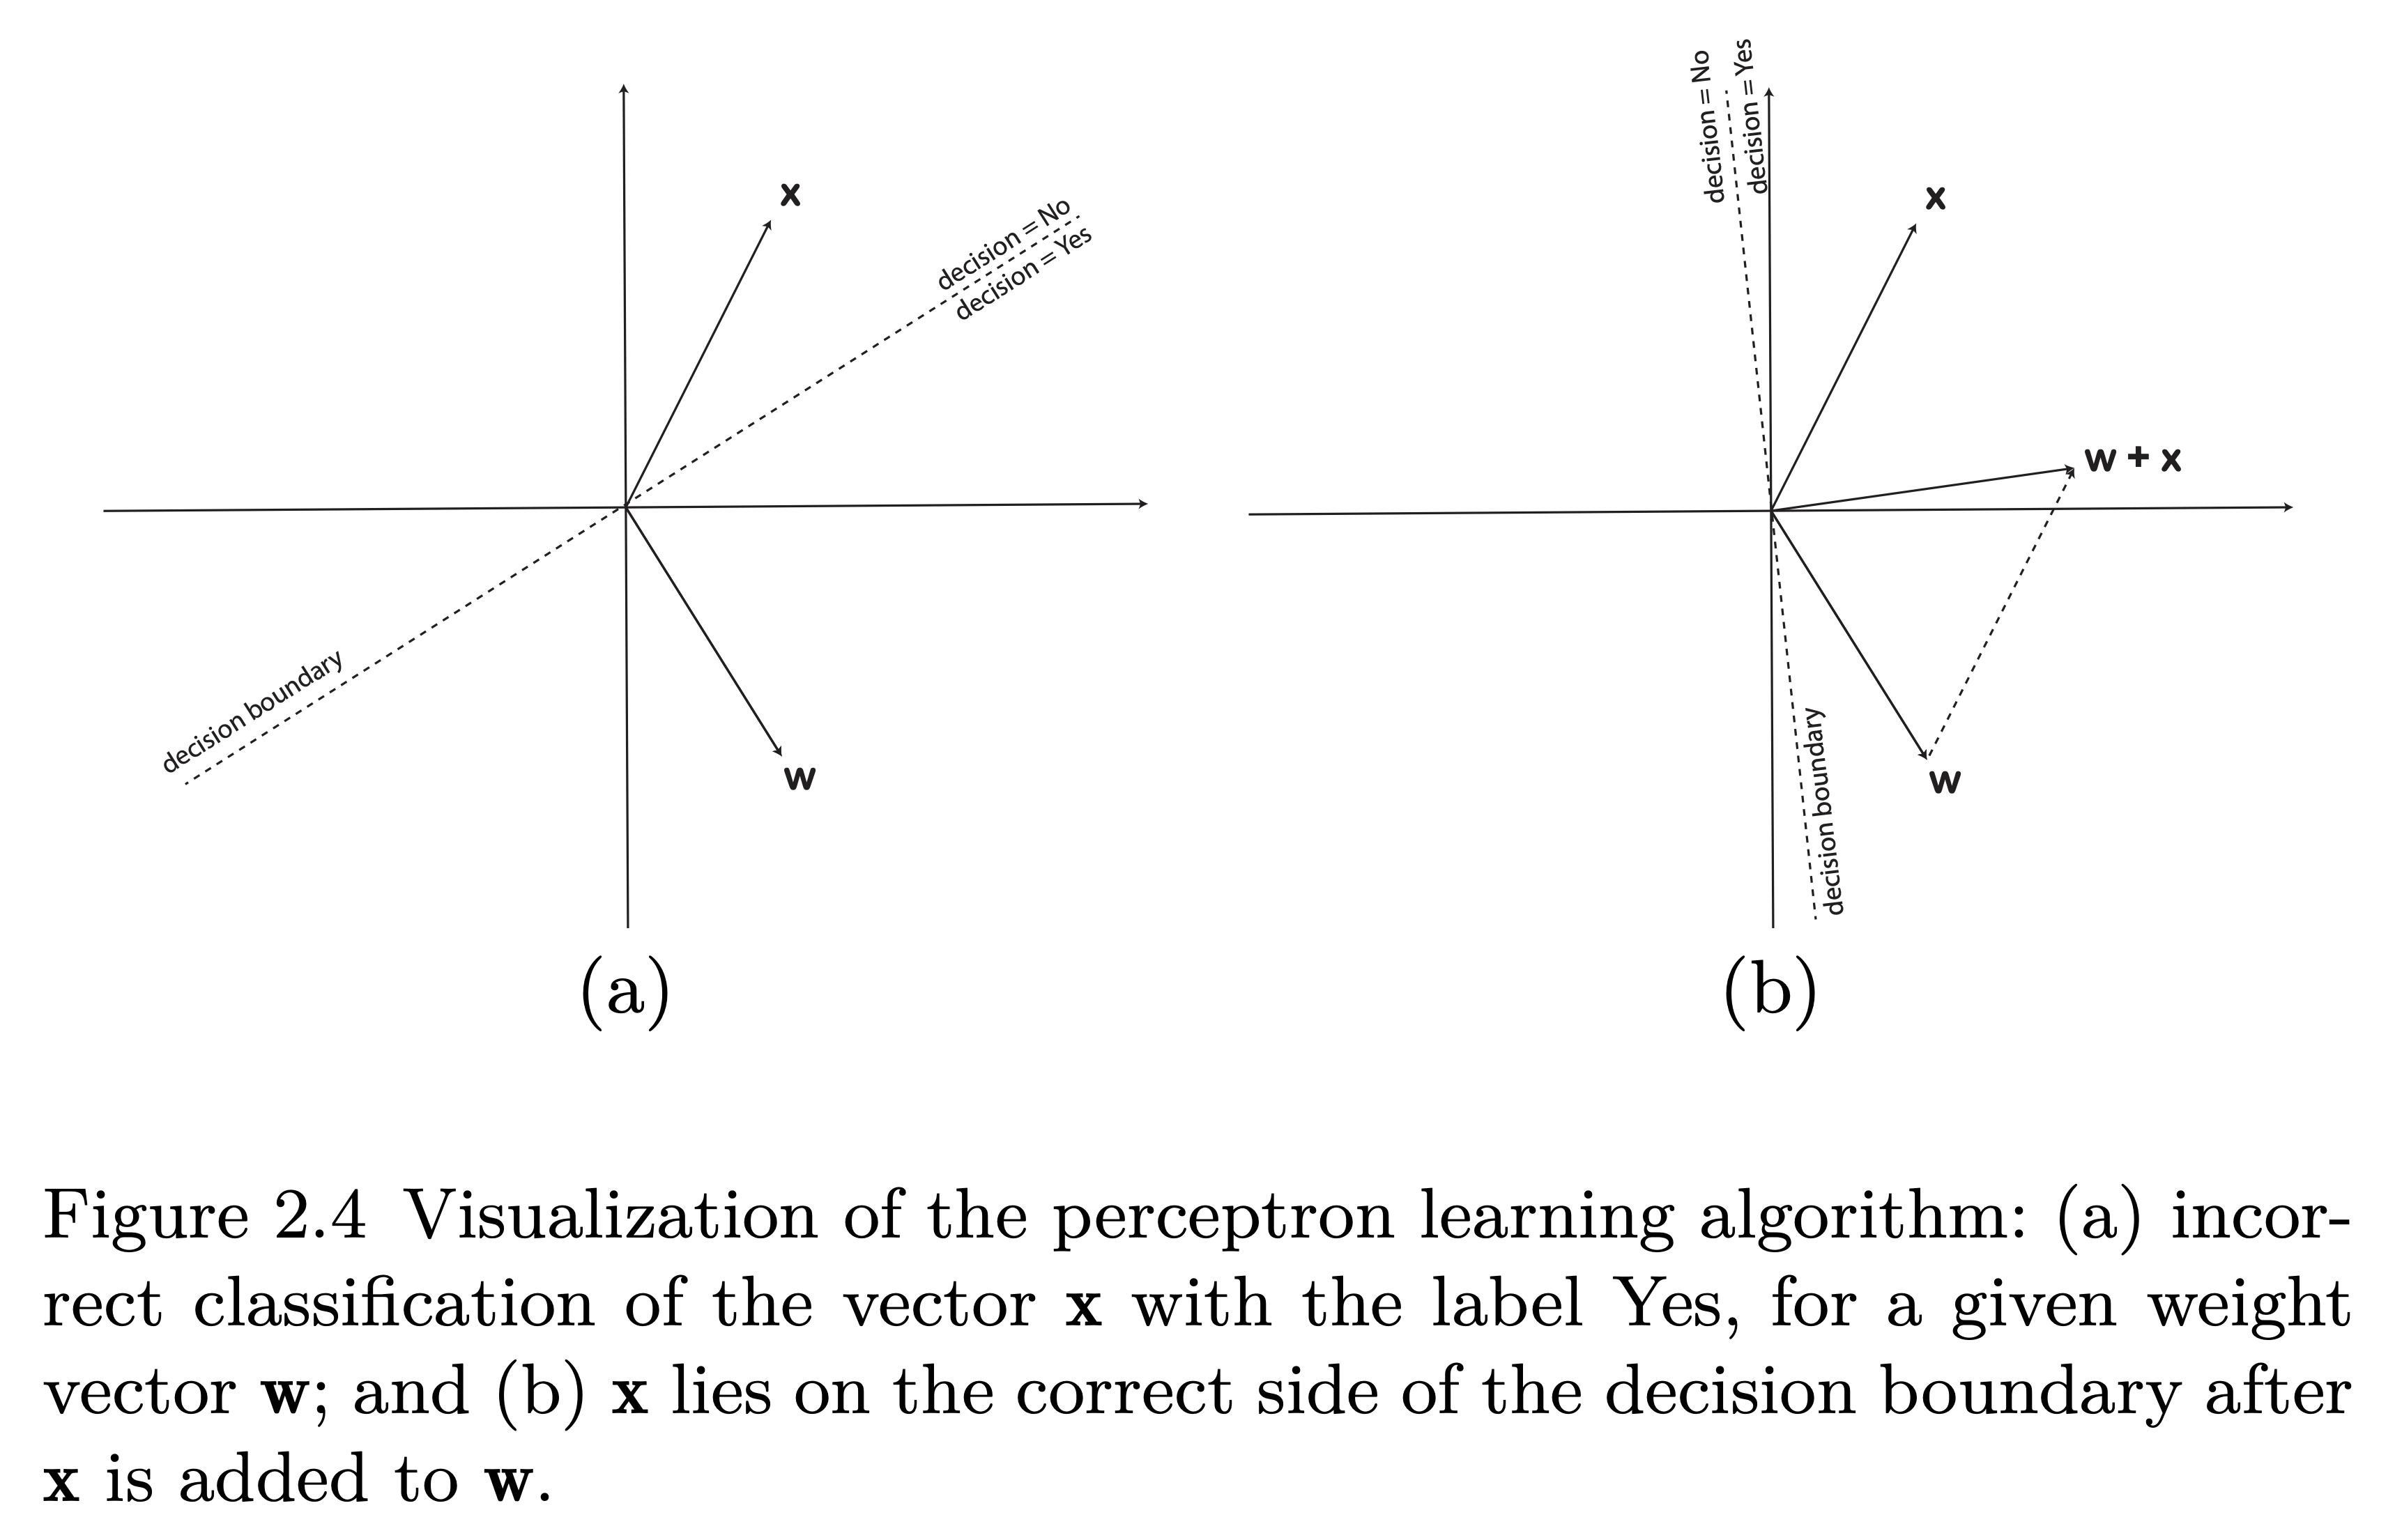 x
decision = No
decision = Yes
decision boundary
w
(a)
decision = No
decision = Yes
x
w + x
w
decision boundary
(b)
Figure 2.4 Visualization of the perceptron learning algorithm: (a) incor-
rect classification of the vector x with the label Yes, for a given weight
vector w; and (b) x lies on the correct side of the decision boundary after
x is added to w.